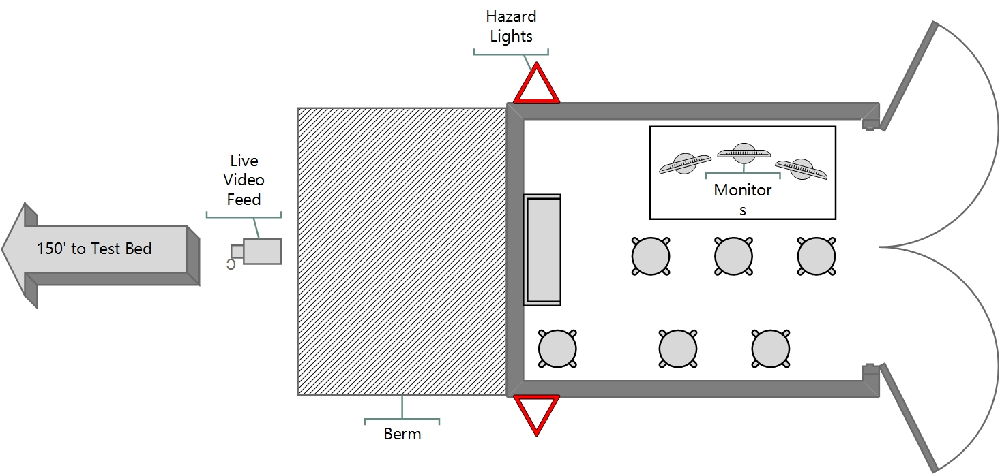 Hazard
Lights
Live
Video
Feed
150' to Test Bed
Monitor
s
Berm